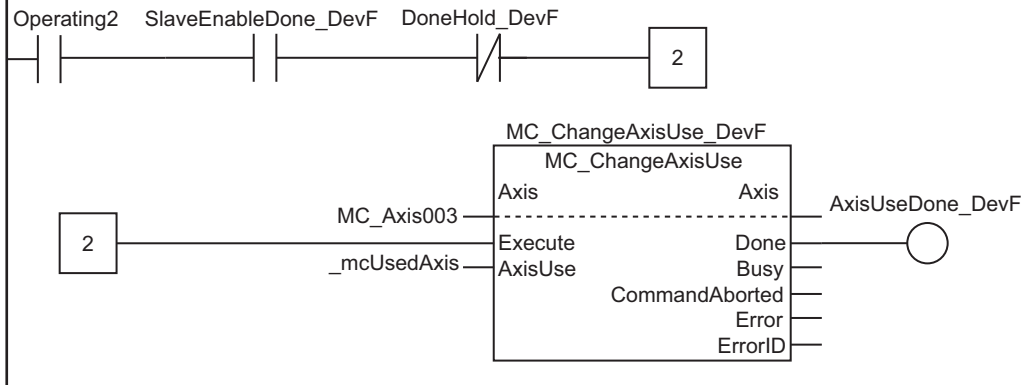 Operating2 SlaveEnableDone_DevF DoneHold_DevF
2
MC_ChangeAxisUse_DevF
MC_ChangeAxisUse
Axis Axis
MC_Axis003
AxisUseDone_DevF
2
Execute Done
_mcUsedAxis AxisUse Busy
CommandAborted
Error
ErrorID